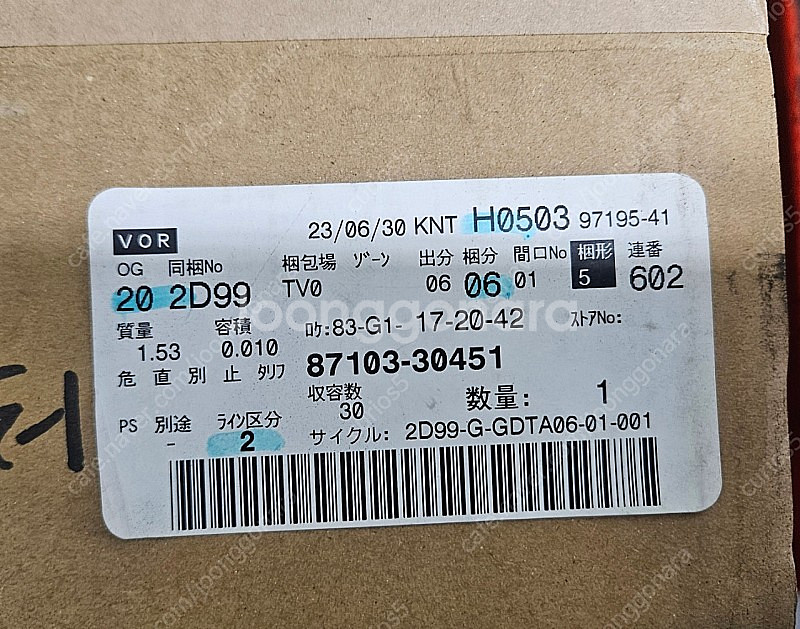 VOR 23/06/30 KNT H0503 97195-41
OG 同梱No 梱包場 ゾーン 出分 梱分 間口No 梱形 連番
20 2D99 TV0 06 06 01 5 602
質量 容積 ロケ:83-G1- 17-20-42 ストアNo:
1.53 0.010 87103-30451
危 直 別 止 タリフ 収容数 数量: 1
30
PS 別途 ライン区分
- 2 サイクル: 2D99-G-GDTA06-01-001
joonggonara